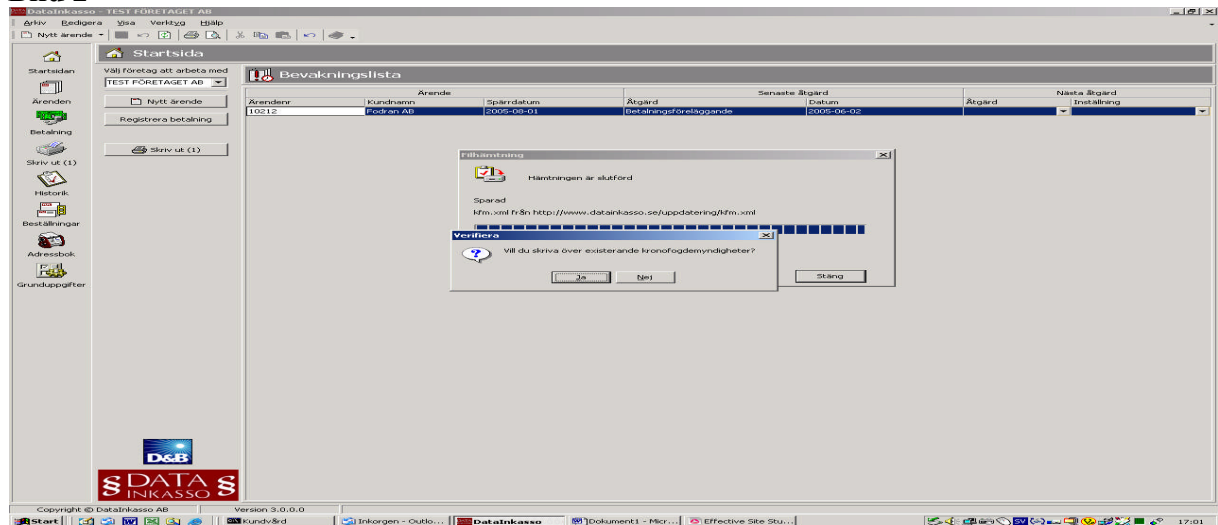 DataInkasso - TEST FÖRETAGET AB
Arkiv Redigera Visa Verktyg Hjälp
Nytt ärende
Startsida
Startsidan
Ärenden
Betalning
Skriv ut (1)
Historik
Beställningar
Adressbok
Grunduppgifter
Välj företag att arbeta med
TEST FÖRETAGET AB
Nytt ärende
Registrera betalning
Skriv ut (1)
D&B
§ DATA §
INKASSO
Bevakningslista
Ärende Senaste åtgärd Nästa åtgärd
Ärendenr Kundnamn Spärrdatum Åtgärd Datum Åtgärd Inställning
10212 Fodran AB 2005-08-01 Betalningsföreläggande 2005-06-02
Filhämtning
Hämtningen är slutförd
Sparad
kfm.xml från http://www.datainkasso.se/uppdatering/kfm.xml
Verifiera
Vill du skriva över existerande kronofogdemyndigheter?
Ja Nej
Stäng
Copyright © DataInkasso AB Version 3.0.0.0
Start Kundvård Inkorgen - Outlo... DataInkasso Dokument1 - Micr... Effective Site Stu... SV 17:01